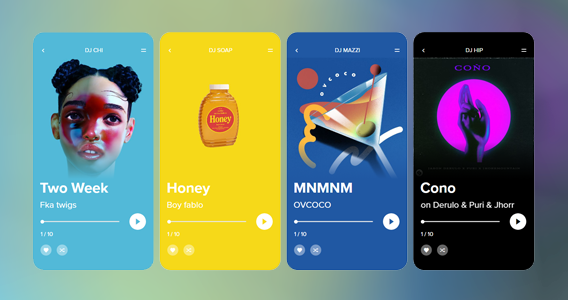 DJ CHI
Two Week
Fka twigs
1 / 10
DJ SOAP
Honey
Honey
Boy fablo
1 / 10
DJ MAZZI
OVCOCO
MNMNM
OVCOCO
1 / 10
DJ HIP
COÑO
Cono
on Derulo & Puri & Jhorr
1 / 10